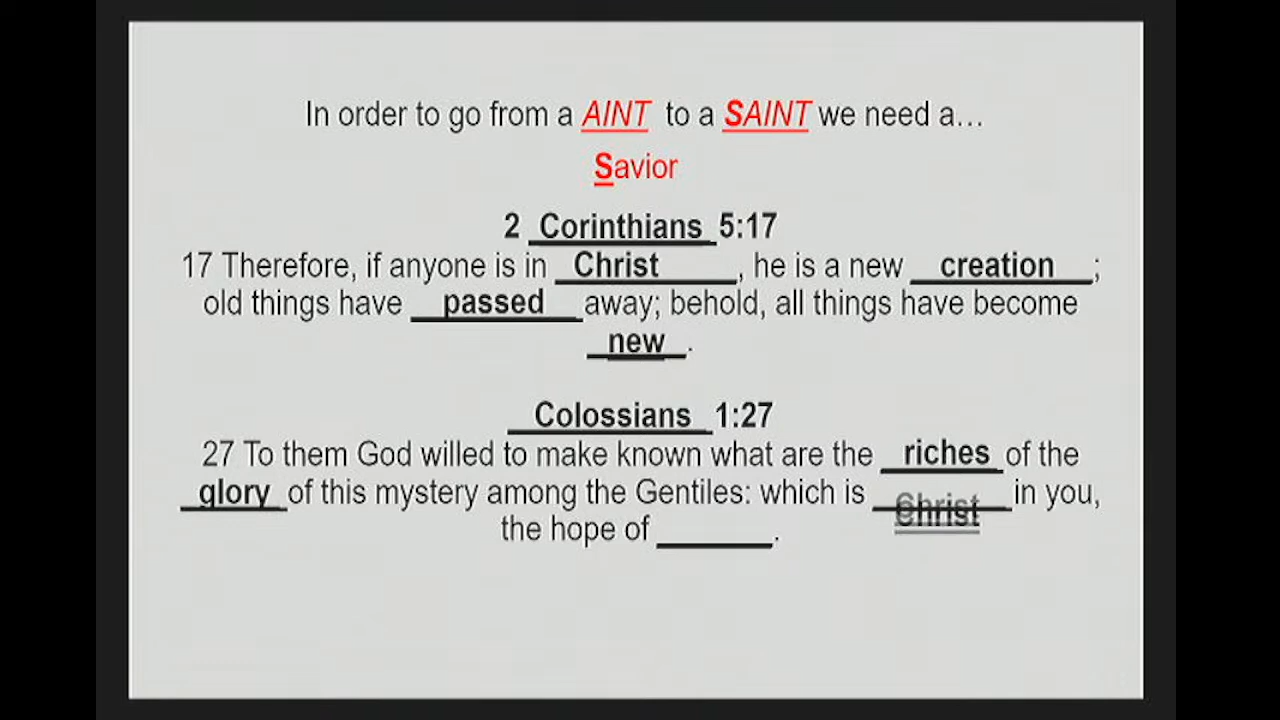 In order to go from a AINT to a SAINT we need a…
Savior
2 Corinthians 5:17
17 Therefore, if anyone is in Christ, he is a new creation;
old things have passed away; behold, all things have become
new.
Colossians 1:27
27 To them God willed to make known what are the riches of the
glory of this mystery among the Gentiles: which is Christ in you,
the hope of ______.